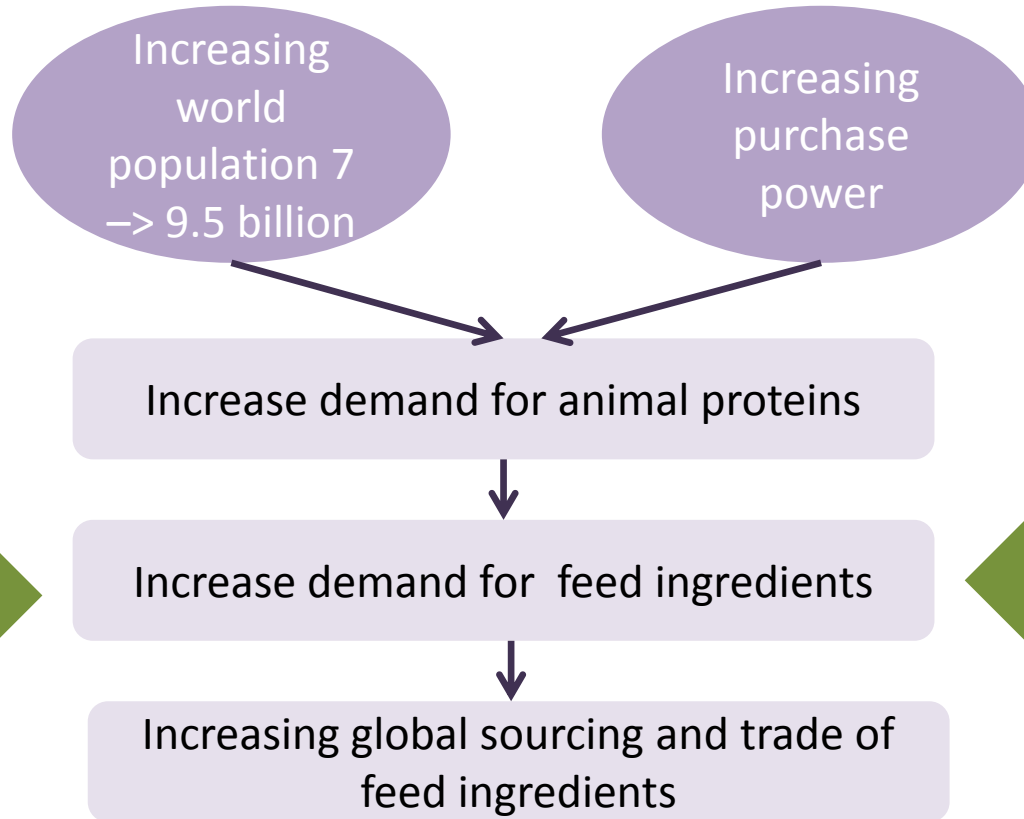 Increasing
world
population 7
–> 9.5 billion
Increasing
purchase
power
Increase demand for animal proteins
Increase demand for  feed ingredients
Increasing global sourcing and trade of
feed ingredients